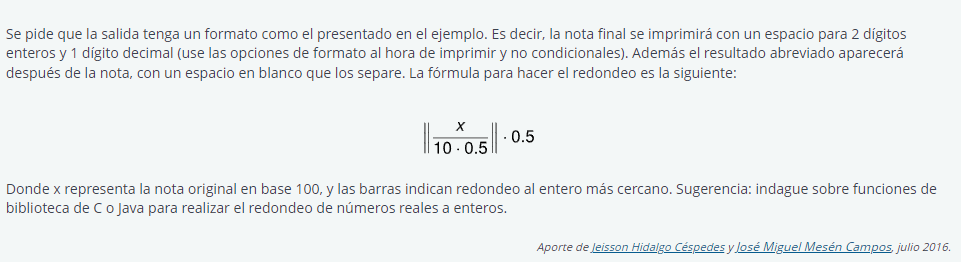 Se pide que la salida tenga un formato como el presentado en el ejemplo. Es decir, la nota final se imprimirá con un espacio para 2 dígitos
enteros y 1 dígito decimal (use las opciones de formato al hora de imprimir y no condicionales). Además el resultado abreviado aparecerá
después de la nota, con un espacio en blanco que los separe. La fórmula para hacer el redondeo es la siguiente:
‖x / 10 · 0.5‖ · 0.5
Donde x representa la nota original en base 100, y las barras indican redondeo al entero más cercano. Sugerencia: indague sobre funciones de
biblioteca de C o Java para realizar el redondeo de números reales a enteros.
Aporte de Jeisson Hidalgo Céspedes y José Miguel Mesén Campos, julio 2016.